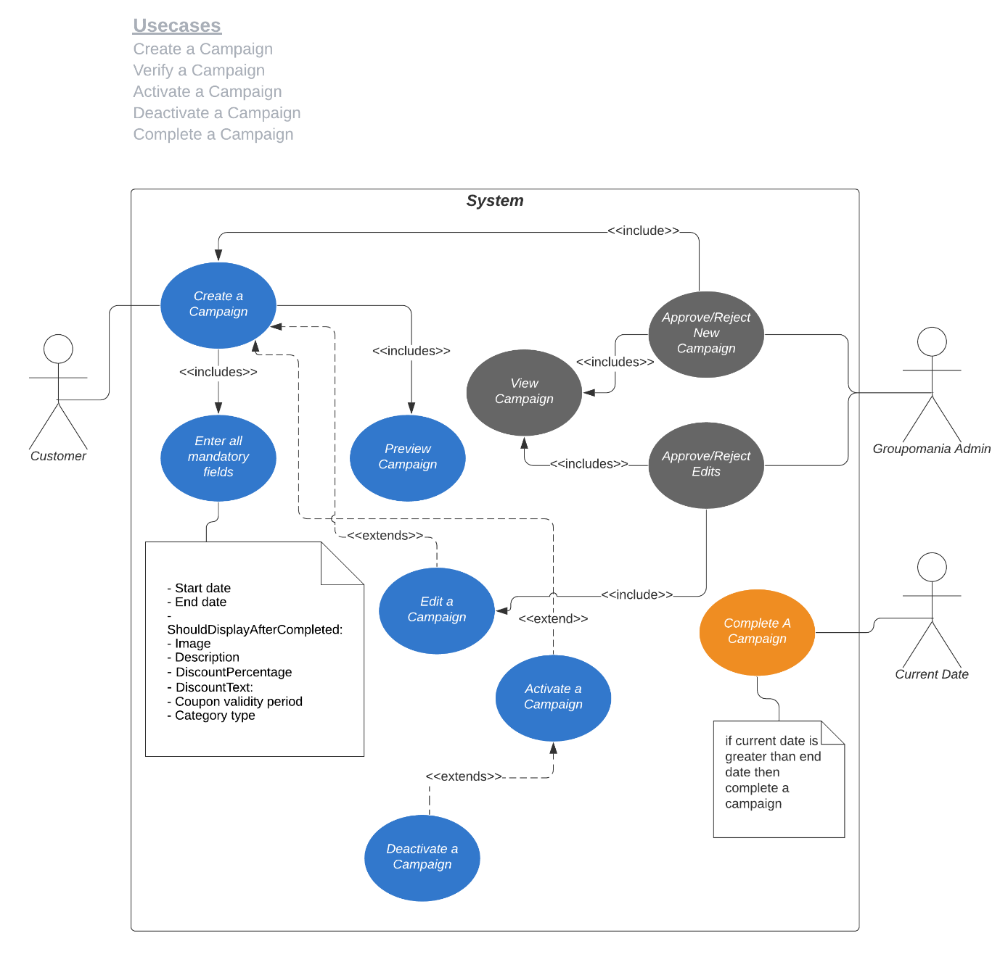 Usecases
Create a Campaign
Verify a Campaign
Activate a Campaign
Deactivate a Campaign
Complete a Campaign
System
<<include>>
Create a
Campaign
Approve/Reject
New
Campaign
<<includes>>
<<includes>>
<<includes>>
View
Campaign
Customer
Groupomania Admin
Enter all
mandatory
fields
Preview
Campaign
Approve/Reject
Edits
<<includes>>
<<extends>>
- Start date
- End date
-
ShouldDisplayAfterCompleted:
- Image
- Description
- DiscountPercentage
- DiscountText:
- Coupon validity period
- Category type
Edit a
Campaign
<<include>>
<<extend>>
Complete A
Campaign
Current Date
Activate a
Campaign
if current date is
greater than end
date then
complete a
campaign
<<extends>>
Deactivate a
Campaign